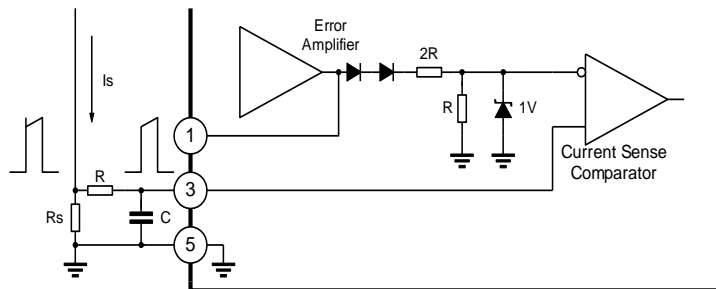 Error
Amplifier
2R
Is
R
1V
1
Current Sense
Comparator
R
3
Rs
C
5